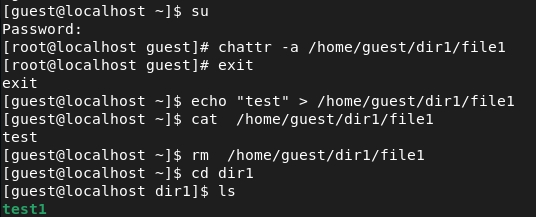 [guest@localhost ~]$ su
Password:
[root@localhost guest]# chattr -a /home/guest/dir1/file1
[root@localhost guest]# exit
exit
[guest@localhost ~]$ echo "test" > /home/guest/dir1/file1
[guest@localhost ~]$ cat  /home/guest/dir1/file1
test
[guest@localhost ~]$ rm  /home/guest/dir1/file1
[guest@localhost ~]$ cd dir1
[guest@localhost dir1]$ ls
test1